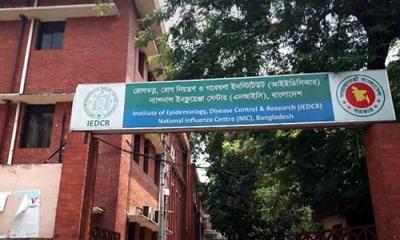 রোগতত্ত্ব, রোগ নিয়ন্ত্রণ ও গবেষণা ইনস্টিটিউট (আইইডিসিআর)
ন্যাশনাল ইনফ্লুয়েঞ্জা সেন্টার (এনআইসি), বাংলাদেশ
Institute of Epidemiology, Disease Control & Research (IEDCR)
National Influenza Centre (NIC), Bangladesh
IEDCR